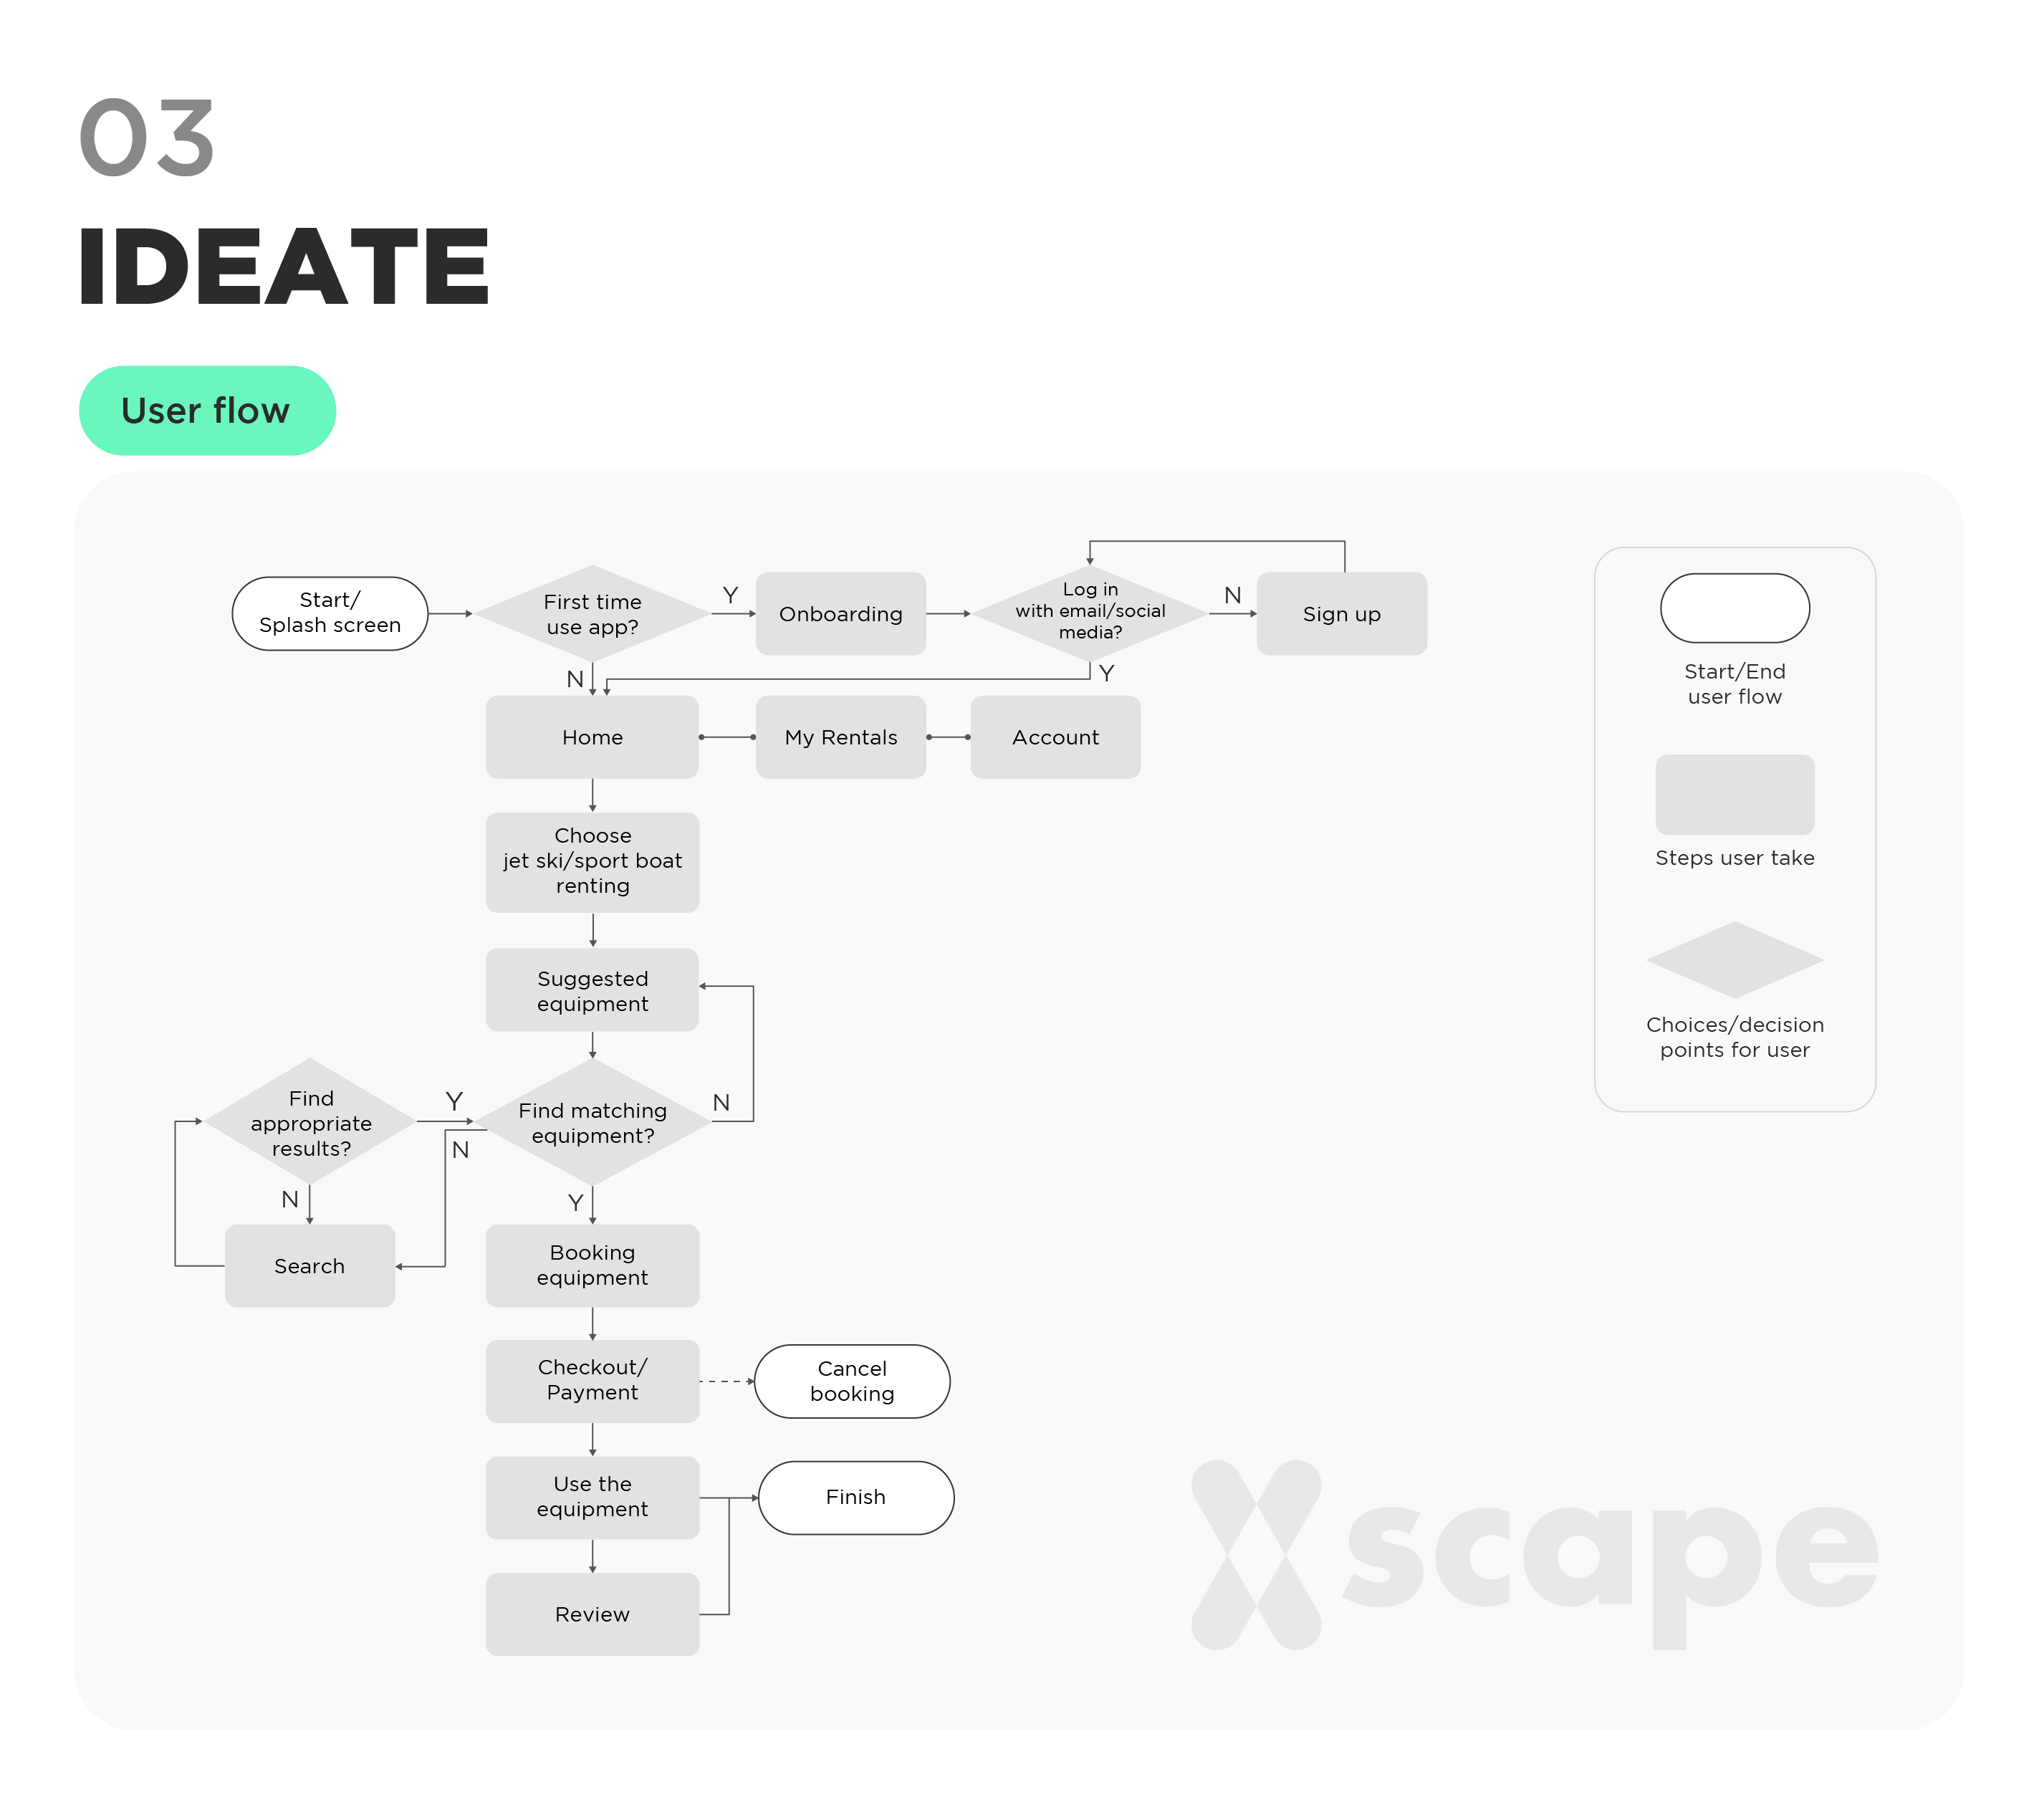 03
IDEATE
User flow
Start/
Splash screen
First time
use app?
Y
Onboarding
Log in
with email/social
media?
N
Sign up
N
Y
Home
My Rentals
Account
Choose
jet ski/sport boat
renting
Suggested
equipment
Find
appropriate
results?
Y
Find matching
equipment?
N
N
N
Y
Search
Booking
equipment
Checkout/
Payment
Cancel
booking
Use the
equipment
Finish
Review
Start/End
user flow
Steps user take
Choices/decision
points for user
Xscape